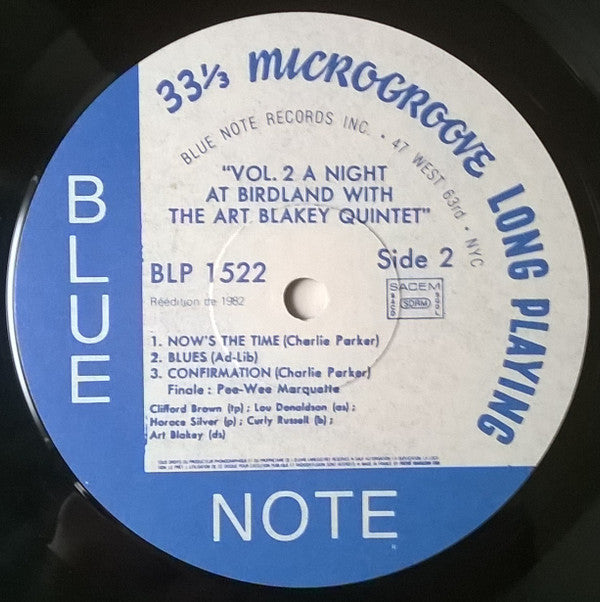 33⅓ MICROGROOVE LONG PLAYING
BLUE NOTE RECORDS INC. • 47 WEST 63rd • NYC
"VOL. 2 A NIGHT
AT BIRDLAND WITH
THE ART BLAKEY QUINTET"
BLP 1522
Side 2
Réédition de 1982
SACEM
SACD
SDRM
SGDL
1. NOW'S THE TIME (Charlie Parker)
2. BLUES (Ad-Lib)
3. CONFIRMATION (Charlie Parker)
Finale : Pee-Wee Marquette
Clifford Brown (tp) ; Lou Donaldson (as) ;
Horace Silver (p) ; Curly Russell (b) ;
Art Blakey (ds)
BLUE
NOTE